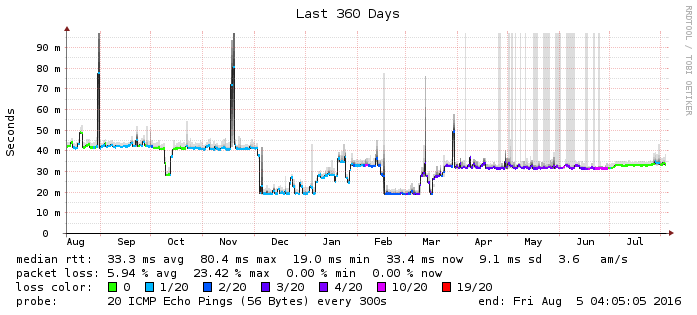 Last 360 Days
RRDTOOL / TOBI OETIKER
Seconds
90 m
80 m
70 m
60 m
50 m
40 m
30 m
20 m
10 m
0
Aug Sep Oct Nov Dec Jan Feb Mar Apr May Jun Jul
median rtt: 33.3 ms avg 80.4 ms max 19.0 ms min 33.4 ms now 9.1 ms sd 3.6 am/s
packet loss: 5.94 % avg 23.42 % max 0.00 % min 0.00 % now
loss color: 0 1/20 2/20 3/20 4/20 10/20 19/20
probe: 20 ICMP Echo Pings (56 Bytes) every 300s end: Fri Aug 5 04:05:05 2016